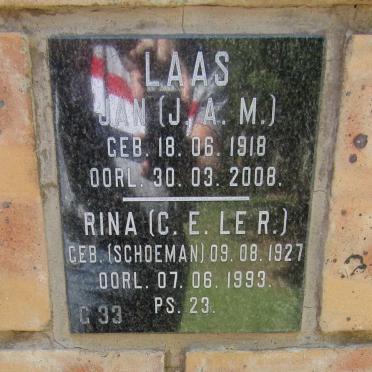 LAAS
JAN (J. A. M.)
GEB. 18. 06. 1918
OORL. 30. 03. 2008.
RINA (C. E. LE R.)
GEB. (SCHOEMAN) 09. 08. 1927
OORL. 07. 06. 1993.
PS. 23.
G 33